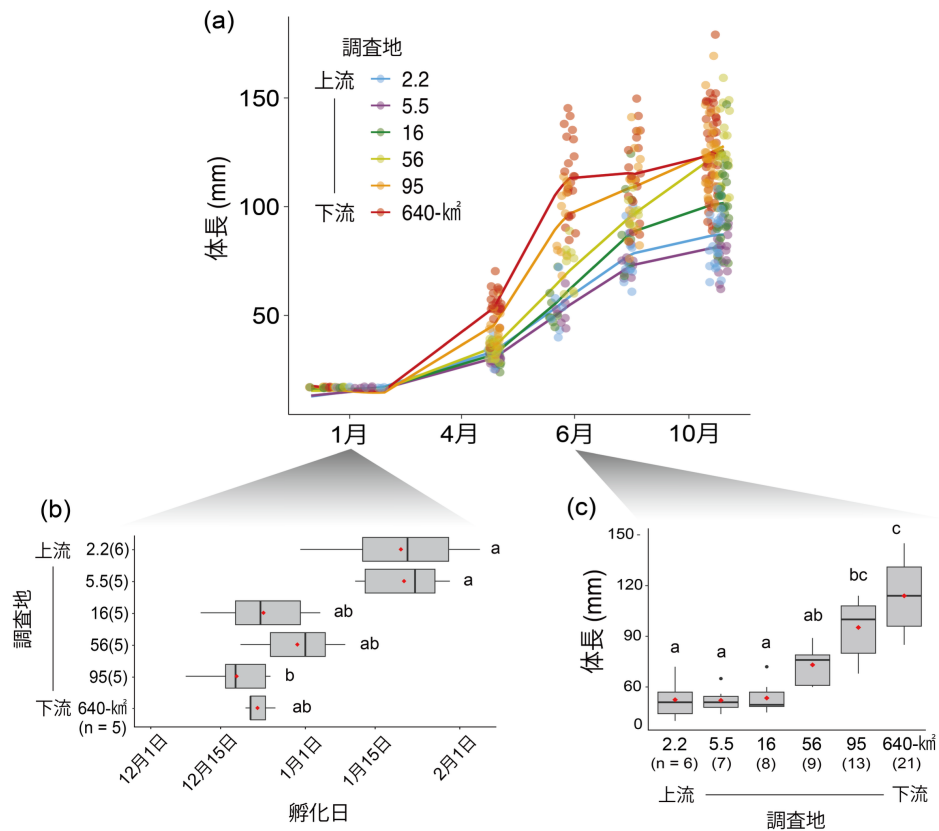 (a)
調査地
上流 2.2
5.5
16
56
95
下流 640-km²
体長 (mm)
150
100
50
1月 4月 6月 10月
(b)
調査地
上流 2.2(6) a
5.5(5) a
16(5) ab
56(5) ab
95(5) b
下流 640-km² ab
(n = 5)
12月1日 12月15日 1月1日 1月15日 2月1日
孵化日
(c)
体長 (mm)
150
120
90
60
0
a a a ab bc c
2.2 5.5 16 56 95 640-km²
(n = 6) (7) (8) (9) (13) (21)
上流 下流
調査地